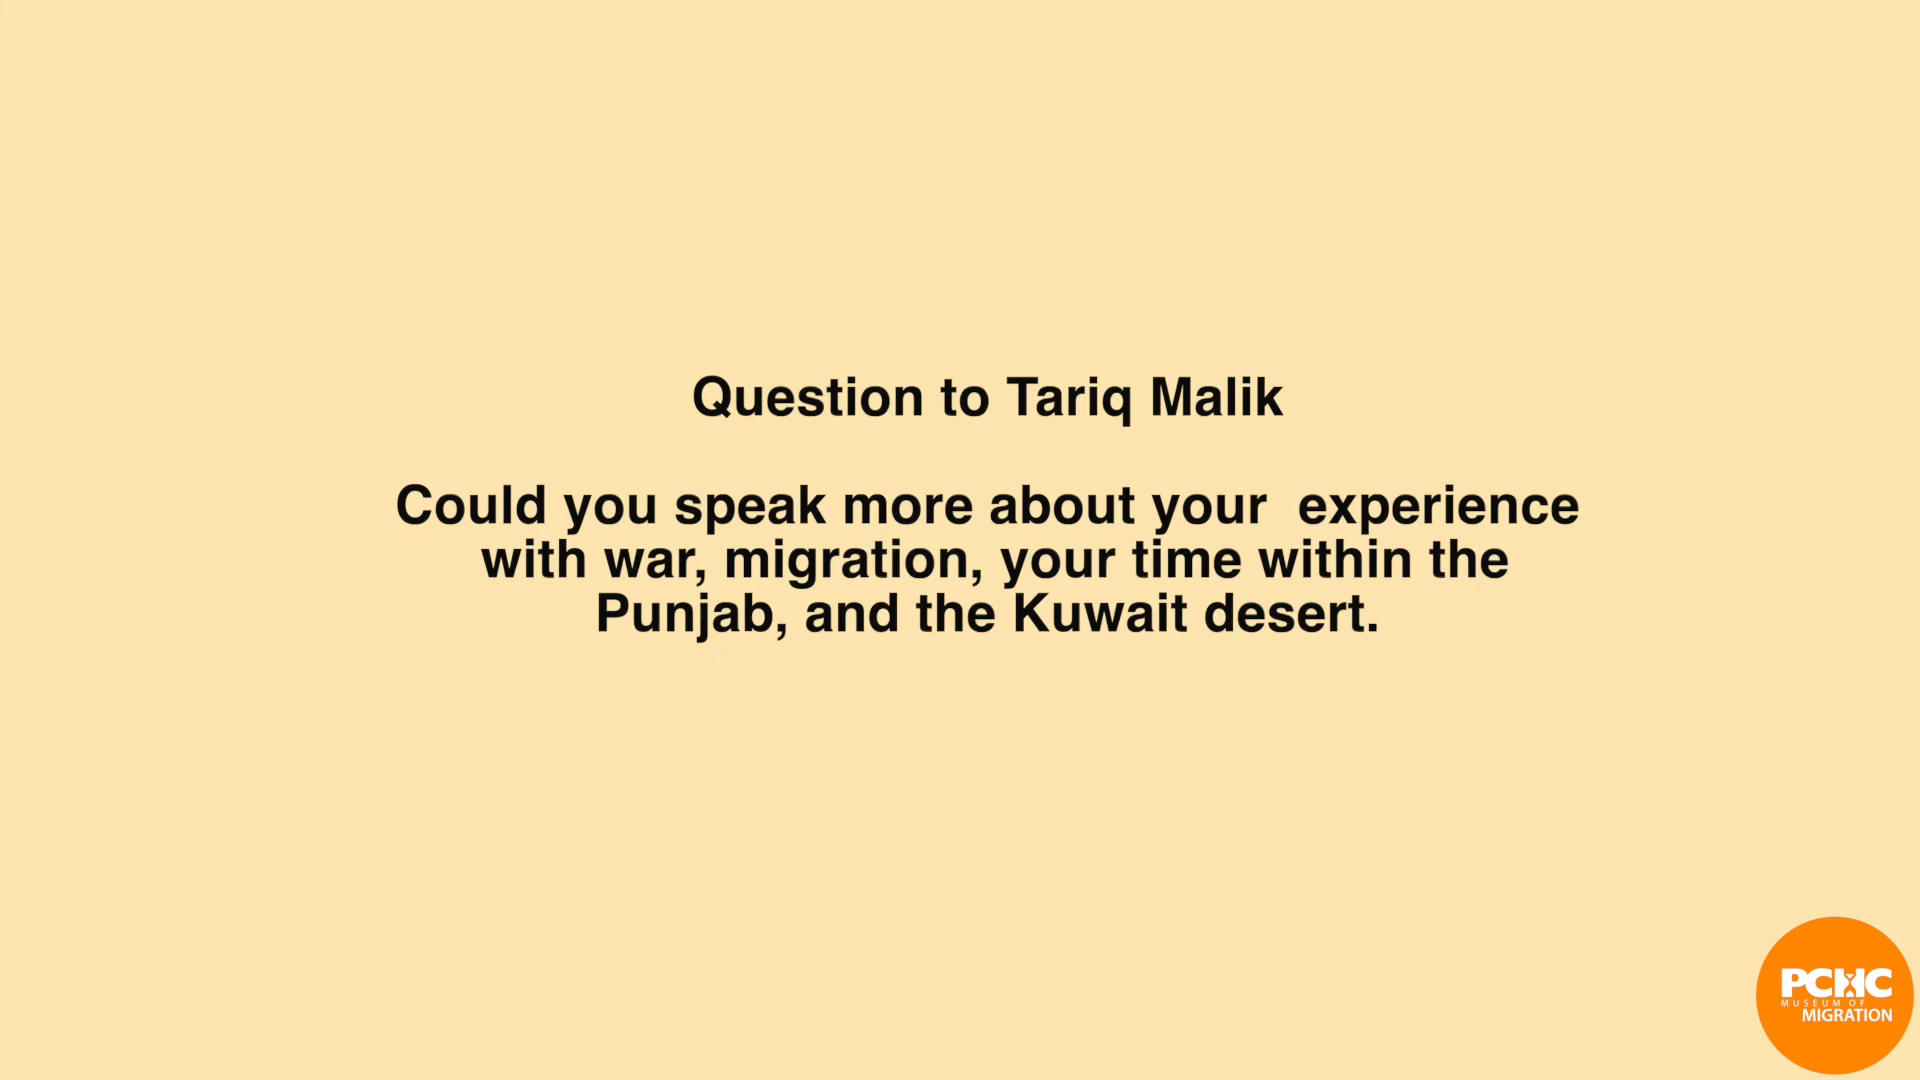 Question to Tariq Malik
Could you speak more about your  experience
with war, migration, your time within the
Punjab, and the Kuwait desert.
PCHC
MUSEUM OF
MIGRATION